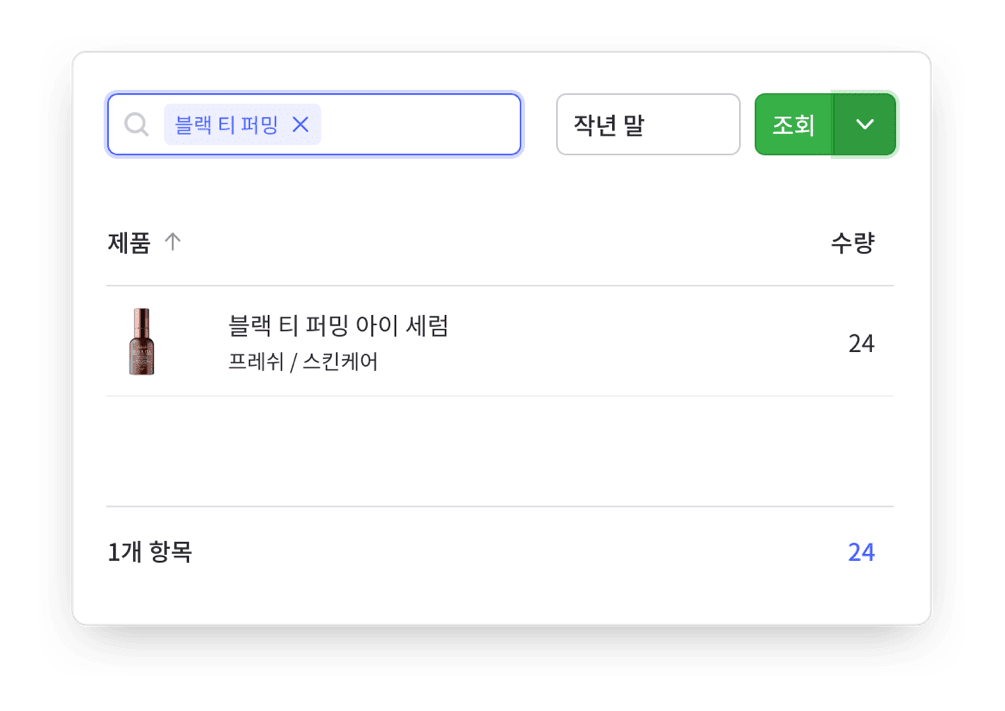 블랙 티 퍼밍
작년 말
조회
제품
수량
블랙 티 퍼밍 아이 세럼
프레쉬 / 스킨케어
24
1개 항목
24